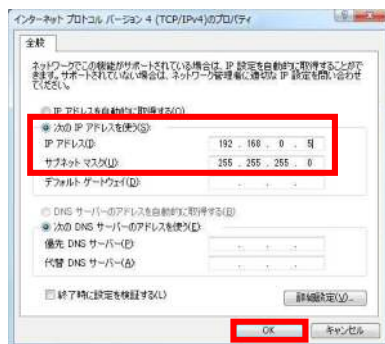 インターネット プロトコル バージョン 4 (TCP/IPv4)のプロパティ
全般
ネットワークでこの機能がサポートされている場合は、IP 設定を自動的に取得することがで
きます。サポートされていない場合は、ネットワーク管理者に適切な IP 設定を問い合わせ
てください。
IP アドレスを自動的に取得する(O)
次の IP アドレスを使う(S):
IP アドレス(I): 192 . 168 . 0 . 5
サブネット マスク(U): 255 . 255 . 255 . 0
デフォルト ゲートウェイ(D): . . .
DNS サーバーのアドレスを自動的に取得する(B)
次の DNS サーバーのアドレスを使う(E):
優先 DNS サーバー(P): . . .
代替 DNS サーバー(A): . . .
終了時に設定を検証する(L)
詳細設定(V)...
OK キャンセル